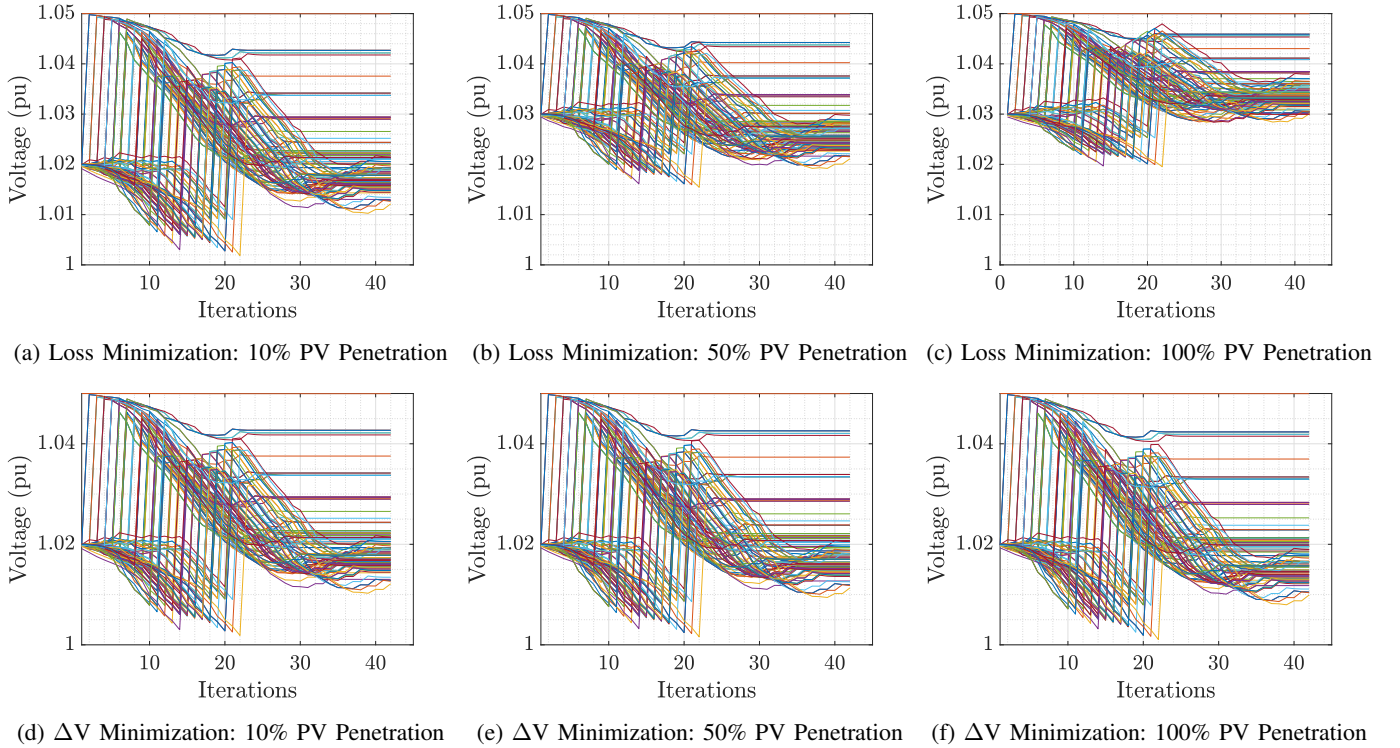 1.05
1.04
1.03
1.02
1.01
1
Voltage (pu)
10 20 30 40
Iterations
(a) Loss Minimization: 10% PV Penetration
1.05
1.04
1.03
1.02
1.01
1
Voltage (pu)
10 20 30 40
Iterations
(b) Loss Minimization: 50% PV Penetration
1.05
1.04
1.03
1.02
1.01
1
Voltage (pu)
0 10 20 30 40
Iterations
(c) Loss Minimization: 100% PV Penetration
1.04
1.02
1
Voltage (pu)
10 20 30 40
Iterations
(d) ΔV Minimization: 10% PV Penetration
1.04
1.02
1
Voltage (pu)
10 20 30 40
Iterations
(e) ΔV Minimization: 50% PV Penetration
1.04
1.02
1
Voltage (pu)
10 20 30 40
Iterations
(f) ΔV Minimization: 100% PV Penetration